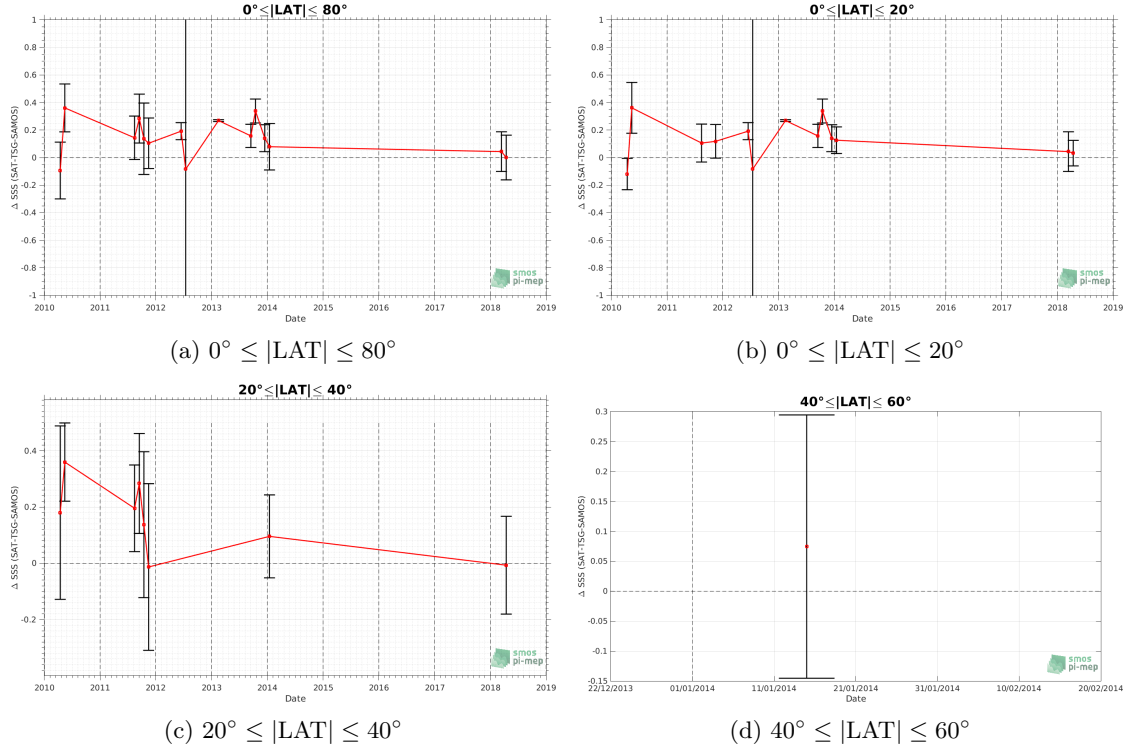 0°≤|LAT|≤ 80°
1
0.8
0.6
0.4
0.2
0
-0.2
-0.4
-0.6
-0.8
-1
Δ SSS (SAT-TSG-SAMOS)
2010 2011 2012 2013 2014 2015 2016 2017 2018 2019
Date
smos
pi-mep
(a) 0° ≤ |LAT| ≤ 80°
0°≤|LAT|≤ 20°
1
0.8
0.6
0.4
0.2
0
-0.2
-0.4
-0.6
-0.8
-1
Δ SSS (SAT-TSG-SAMOS)
2010 2011 2012 2013 2014 2015 2016 2017 2018 2019
Date
smos
pi-mep
(b) 0° ≤ |LAT| ≤ 20°
20°≤|LAT|≤ 40°
0.4
0.2
0
-0.2
Δ SSS (SAT-TSG-SAMOS)
2010 2011 2012 2013 2014 2015 2016 2017 2018 2019
Date
smos
pi-mep
(c) 20° ≤ |LAT| ≤ 40°
40°≤|LAT|≤ 60°
0.3
0.25
0.2
0.15
0.1
0.05
0
-0.05
-0.1
-0.15
Δ SSS (SAT-TSG-SAMOS)
22/12/2013 01/01/2014 11/01/2014 21/01/2014 31/01/2014 10/02/2014 20/02/2014
Date
smos
pi-mep
(d) 40° ≤ |LAT| ≤ 60°